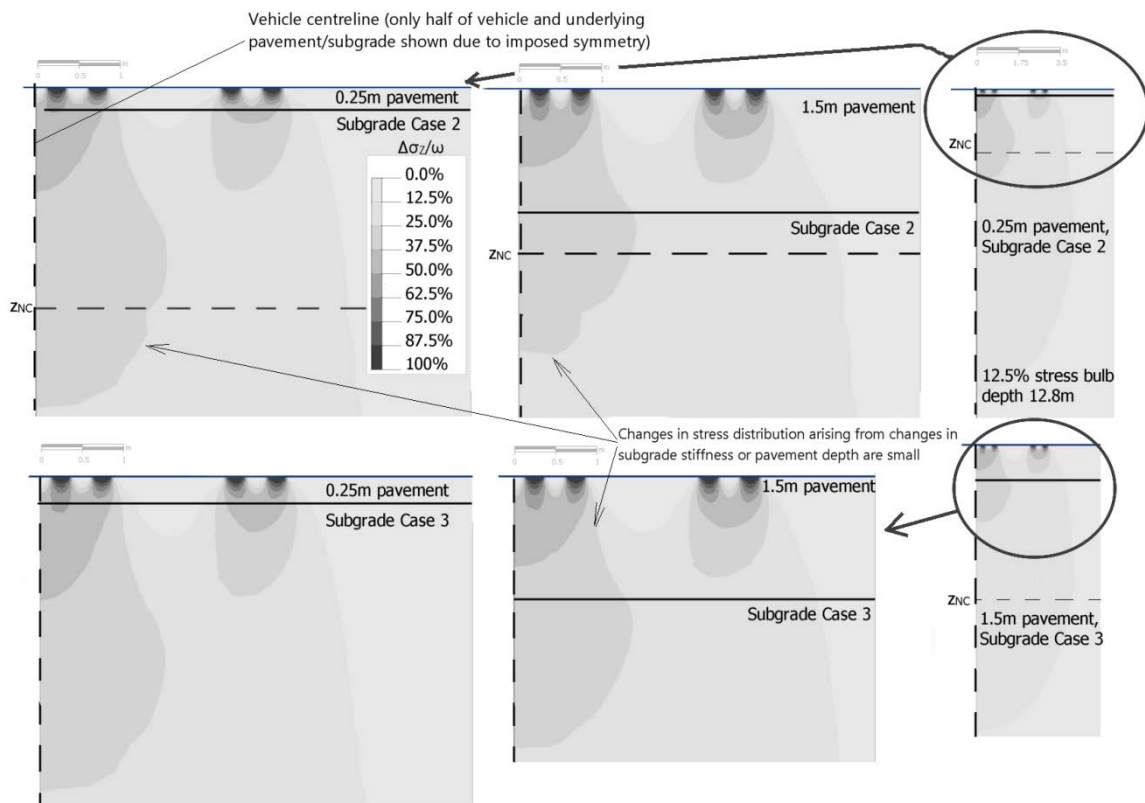 Vehicle centreline (only half of vehicle and underlying
pavement/subgrade shown due to imposed symmetry)
m
0 0.5 1
m
0 0.5 1
m
0 1.75 3.5
0.25m pavement
Subgrade Case 2
Δσz/ω
0.0%
12.5%
25.0%
37.5%
50.0%
62.5%
75.0%
87.5%
100%
ZNC
1.5m pavement
Subgrade Case 2
ZNC
ZNC
0.25m pavement,
Subgrade Case 2
12.5% stress bulb
depth 12.8m
Changes in stress distribution arising from changes in
subgrade stiffness or pavement depth are small
m
0 0.5 1
m
0 0.5 1
m
0 1.75 3.5
0.25m pavement
Subgrade Case 3
1.5m pavement
Subgrade Case 3
ZNC
1.5m pavement,
Subgrade Case 3